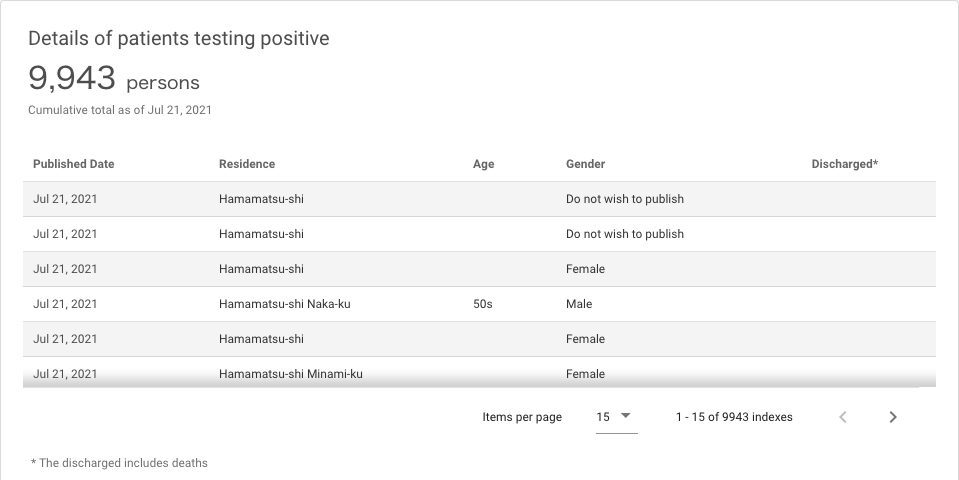 Details of patients testing positive
9,943 persons
Cumulative total as of Jul 21, 2021
Published Date Residence Age Gender Discharged*
Jul 21, 2021 Hamamatsu-shi Do not wish to publish
Jul 21, 2021 Hamamatsu-shi Do not wish to publish
Jul 21, 2021 Hamamatsu-shi Female
Jul 21, 2021 Hamamatsu-shi Naka-ku 50s Male
Jul 21, 2021 Hamamatsu-shi Female
Jul 21, 2021 Hamamatsu-shi Minami-ku Female
Items per page 15 1 - 15 of 9943 indexes
* The discharged includes deaths